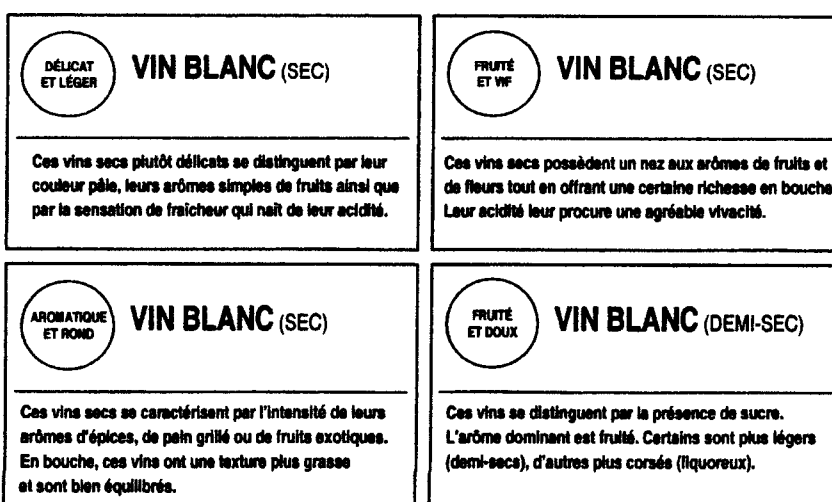 DÉLICAT
ET LÉGER
VIN BLANC (SEC)
Ces vins secs plutôt délicats se distinguent par leur
couleur pâle, leurs arômes simples de fruits ainsi que
par la sensation de fraîcheur qui naît de leur acidité.
FRUITÉ
ET VIF
VIN BLANC (SEC)
Ces vins secs possèdent un nez aux arômes de fruits et
de fleurs tout en offrant une certaine richesse en bouche
Leur acidité leur procure une agréable vivacité.
AROMATIQUE
ET ROND
VIN BLANC (SEC)
Ces vins secs se caractérisent par l'intensité de leurs
arômes d'épices, de pain grillé ou de fruits exotiques.
En bouche, ces vins ont une texture plus grasse
et sont bien équilibrés.
FRUITÉ
ET DOUX
VIN BLANC (DEMI-SEC)
Ces vins se distinguent par la présence de sucre.
L'arôme dominant est fruité. Certains sont plus légers
(demi-secs), d'autres plus corsés (liquoreux).